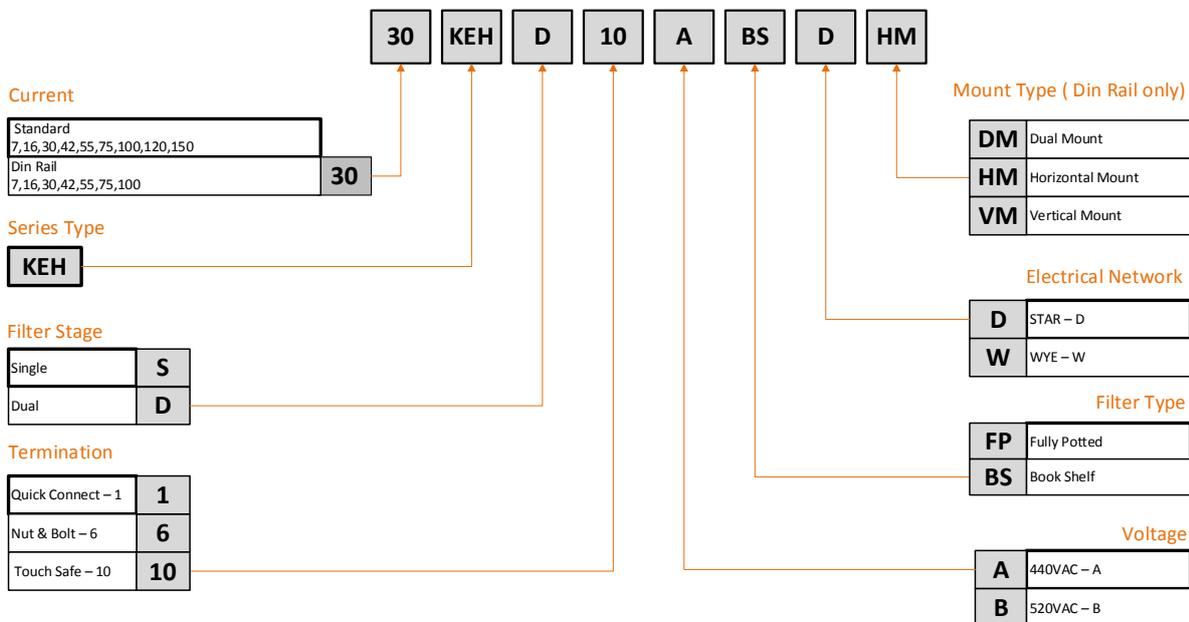 30 KEH D 10 A BS D HM
Current
Standard
7,16,30,42,55,75,100,120,150
Din Rail
7,16,30,42,55,75,100
30
Series Type
KEH
Filter Stage
Single S
Dual D
Termination
Quick Connect – 1 1
Nut & Bolt – 6 6
Touch Safe – 10 10
Mount Type ( Din Rail only)
DM Dual Mount
HM Horizontal Mount
VM Vertical Mount
Electrical Network
D STAR – D
W WYE – W
Filter Type
FP Fully Potted
BS Book Shelf
Voltage
A 440VAC – A
B 520VAC – B